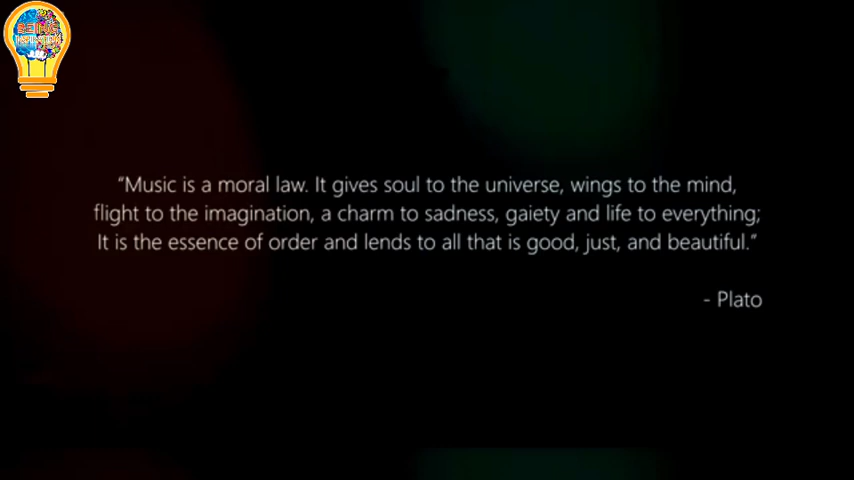 BEING
“Music is a moral law. It gives soul to the universe, wings to the mind,
flight to the imagination, a charm to sadness, gaiety and life to everything;
It is the essence of order and lends to all that is good, just, and beautiful.”
- Plato